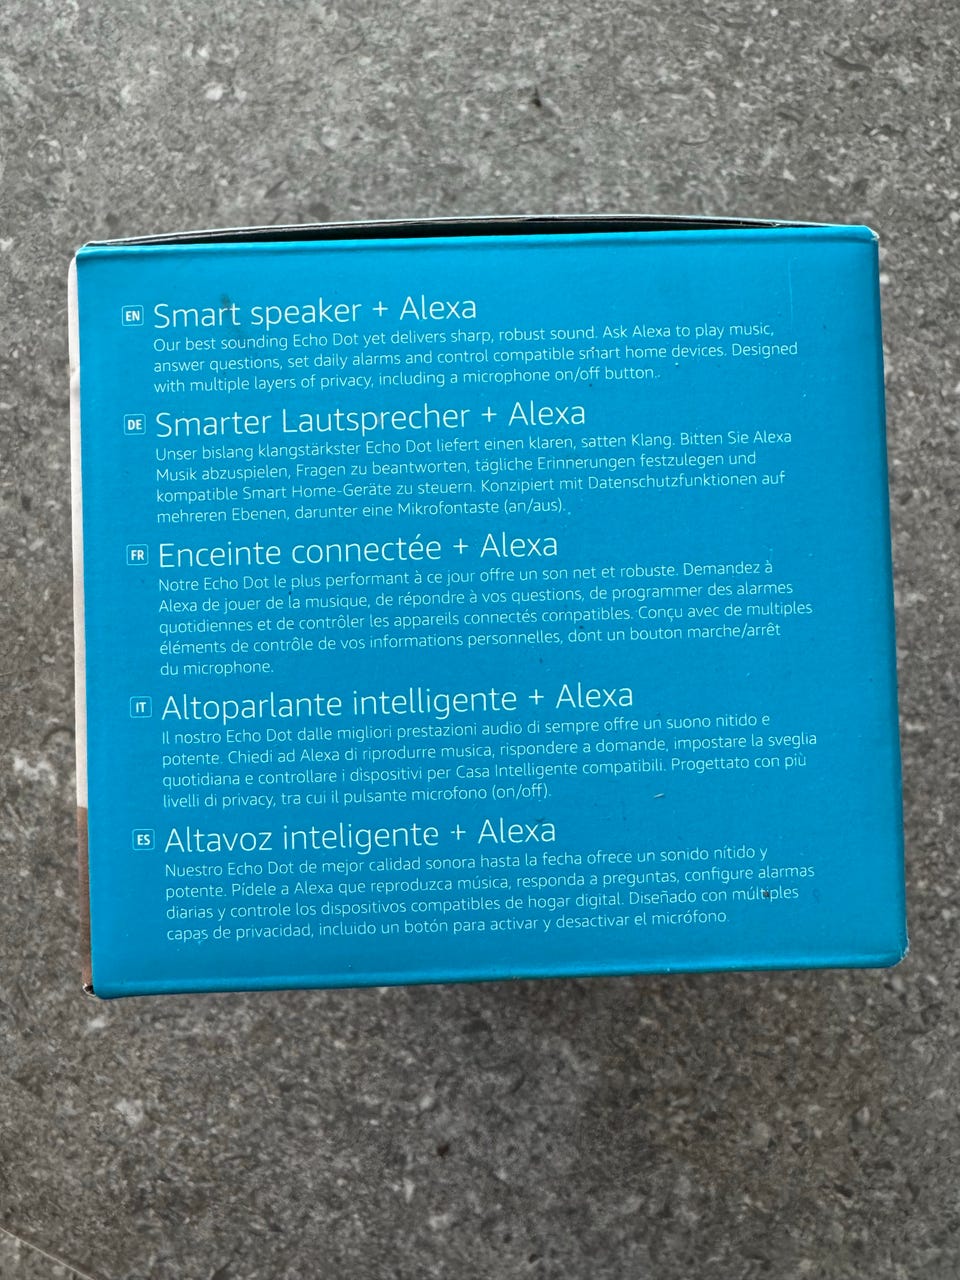 EN Smart speaker + Alexa
Our best sounding Echo Dot yet delivers sharp, robust sound. Ask Alexa to play music,
answer questions, set daily alarms and control compatible smart home devices. Designed
with multiple layers of privacy, including a microphone on/off button.
DE Smarter Lautsprecher + Alexa
Unser bislang klangstärkster Echo Dot liefert einen klaren, satten Klang. Bitten Sie Alexa
Musik abzuspielen, Fragen zu beantworten, tägliche Erinnerungen festzulegen und
kompatible Smart Home-Geräte zu steuern. Konzipiert mit Datenschutzfunktionen auf
mehreren Ebenen, darunter eine Mikrofontaste (an/aus).
FR Enceinte connectée + Alexa
Notre Echo Dot le plus performant à ce jour offre un son net et robuste. Demandez à
Alexa de jouer de la musique, de répondre à vos questions, de programmer des alarmes
quotidiennes et de contrôler les appareils connectés compatibles. Conçu avec de multiples
éléments de contrôle de vos informations personnelles, dont un bouton marche/arrêt
du microphone.
IT Altoparlante intelligente + Alexa
Il nostro Echo Dot dalle migliori prestazioni audio di sempre offre un suono nitido e
potente. Chiedi ad Alexa di riprodurre musica, rispondere a domande, impostare la sveglia
quotidiana e controllare i dispositivi per Casa Intelligente compatibili. Progettato con più
livelli di privacy, tra cui il pulsante microfono (on/off).
ES Altavoz inteligente + Alexa
Nuestro Echo Dot de mejor calidad sonora hasta la fecha ofrece un sonido nítido y
potente. Pídele a Alexa que reproduzca música, responda a preguntas, configure alarmas
diarias y controle los dispositivos compatibles de hogar digital. Diseñado con múltiples
capas de privacidad, incluido un botón para activar y desactivar el micrófono.